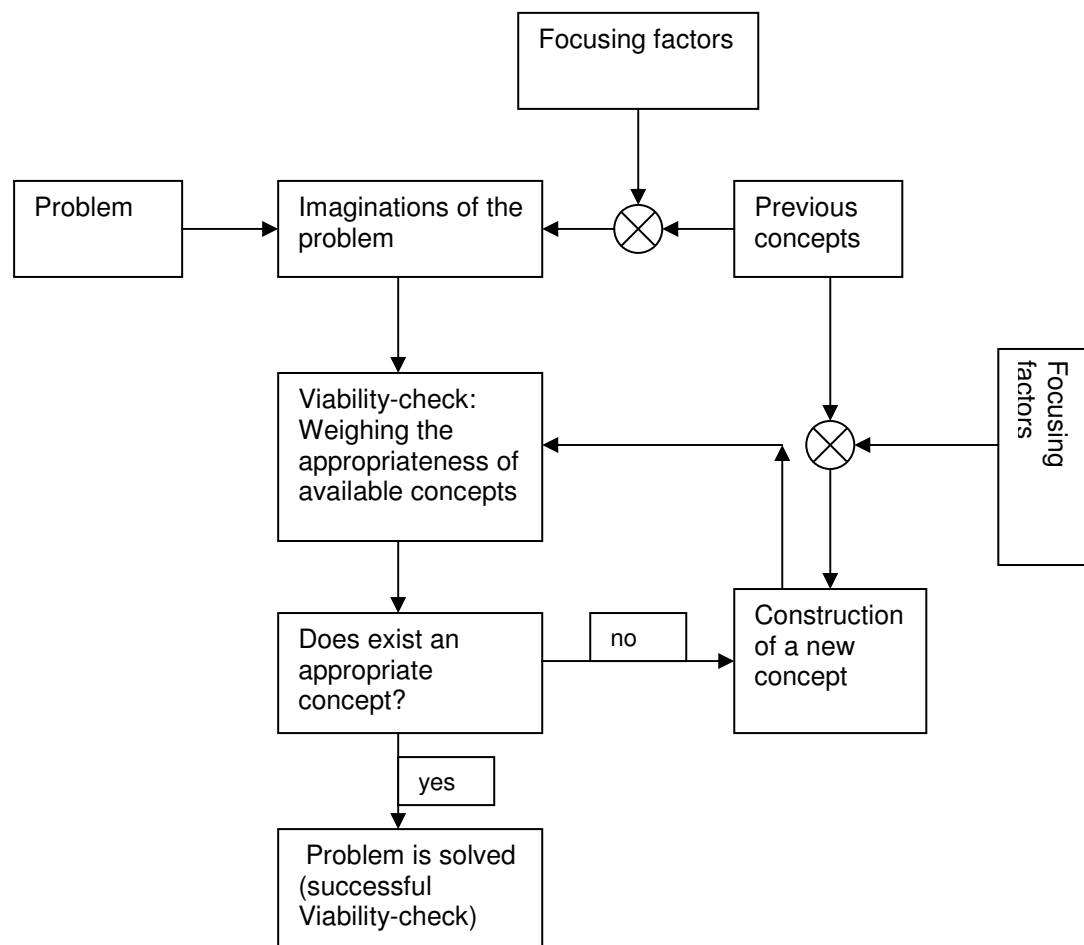 Focusing factors
Problem
Imaginations of the
problem
Previous
concepts
Focusing
factors
Viability-check:
Weighing the
appropriateness of
available concepts
Does exist an
appropriate
concept?
no
Construction
of a new
concept
yes
Problem is solved
(successful
Viability-check)